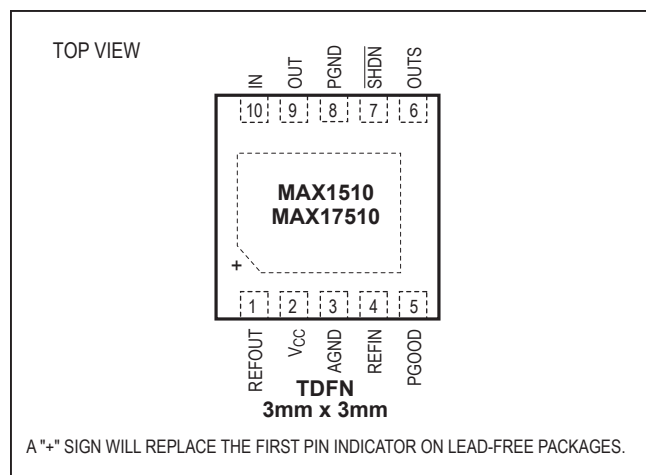 TOP VIEW
IN
OUT
PGND
SHDN
OUTS
10
9
8
7
6
MAX1510
MAX17510
+
1
2
3
4
5
REFOUT
VCC
AGND
REFIN
PGOOD
TDFN
3mm x 3mm
A "+" SIGN WILL REPLACE THE FIRST PIN INDICATOR ON LEAD-FREE PACKAGES.